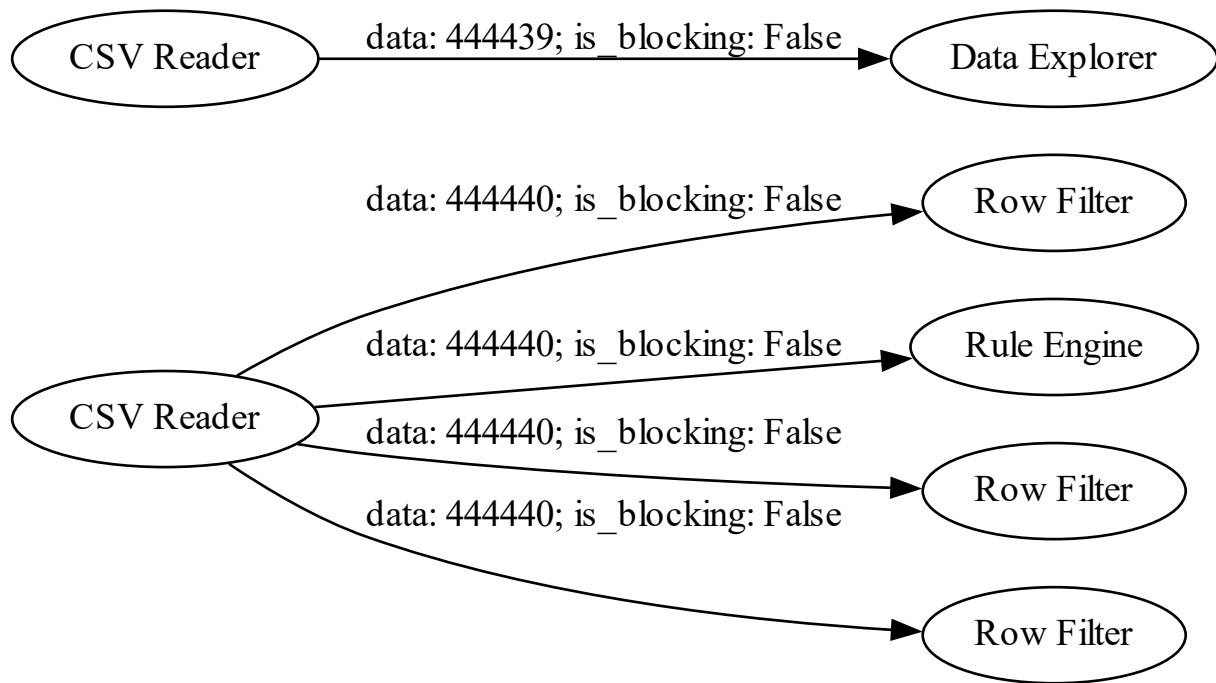 CSV Reader
data: 444439; is_blocking: False
Data Explorer
data: 444440; is_blocking: False
Row Filter
data: 444440; is_blocking: False
Rule Engine
CSV Reader
data: 444440; is_blocking: False
Row Filter
data: 444440; is_blocking: False
Row Filter